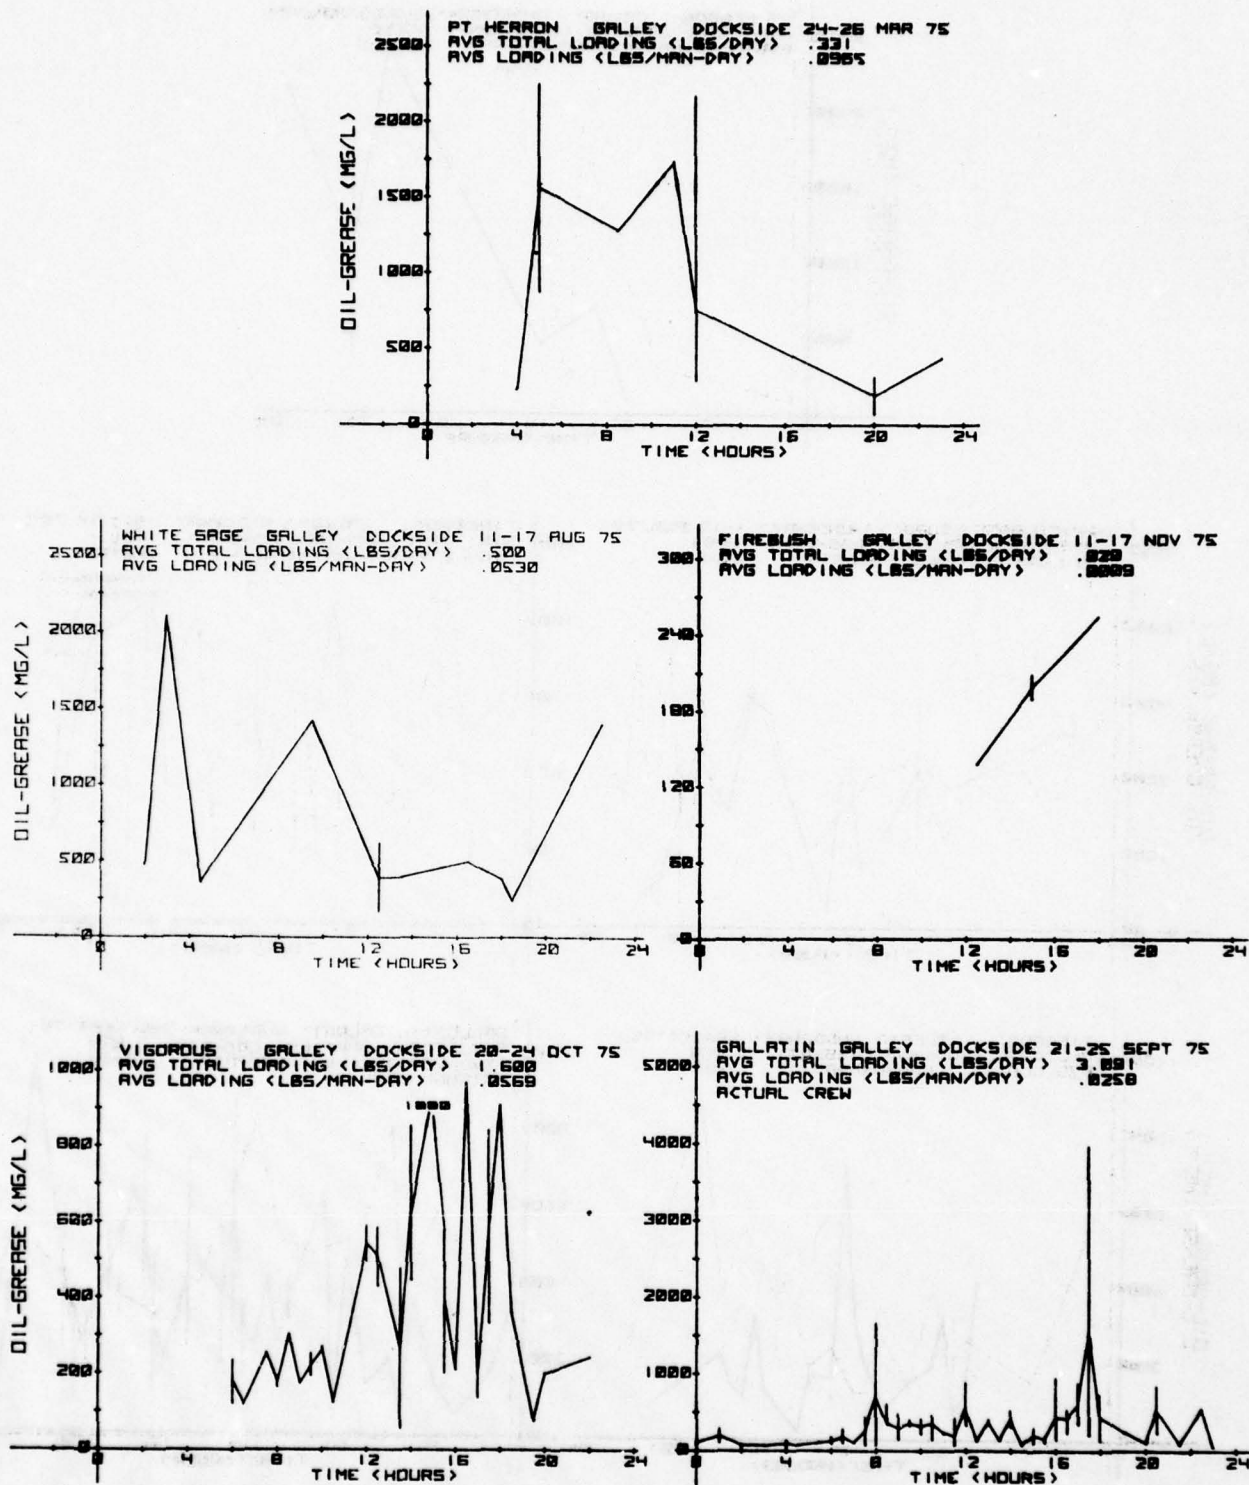 PT HERRON GALLEY DOCKSIDE 24-26 MAR 75
AVG TOTAL LOADING <LBS/DAY> .331
AVG LOADING <LBS/MAN-DAY> .0965
OIL-GREASE <MG/L>
2500
2000
1500
1000
500
0
0 4 8 12 16 20 24
TIME <HOURS>
WHITE SAGE GALLEY DOCKSIDE 11-17 AUG 75
AVG TOTAL LOADING <LBS/DAY> .500
AVG LOADING <LBS/MAN-DAY> .0530
OIL-GREASE <MG/L>
2500
2000
1500
1000
500
0
0 4 8 12 16 20 24
TIME <HOURS>
FIREBUSH GALLEY DOCKSIDE 11-17 NOV 75
AVG TOTAL LOADING <LBS/DAY> .029
AVG LOADING <LBS/MAN-DAY> .0009
300
240
180
120
60
0
0 4 8 12 16 20 24
TIME <HOURS>
VIGOROUS GALLEY DOCKSIDE 20-24 OCT 75
AVG TOTAL LOADING <LBS/DAY> 1.600
AVG LOADING <LBS/MAN-DAY> .0569
OIL-GREASE <MG/L>
1000
800
600
400
200
0
0 4 8 12 16 20 24
TIME <HOURS>
GALLATIN GALLEY DOCKSIDE 21-25 SEPT 75
AVG TOTAL LOADING <LBS/DAY> 3.091
AVG LOADING <LBS/MAN/DAY> .0258
ACTUAL CREW
5000
4000
3000
2000
1000
0
0 4 8 12 16 20 24
TIME <HOURS>